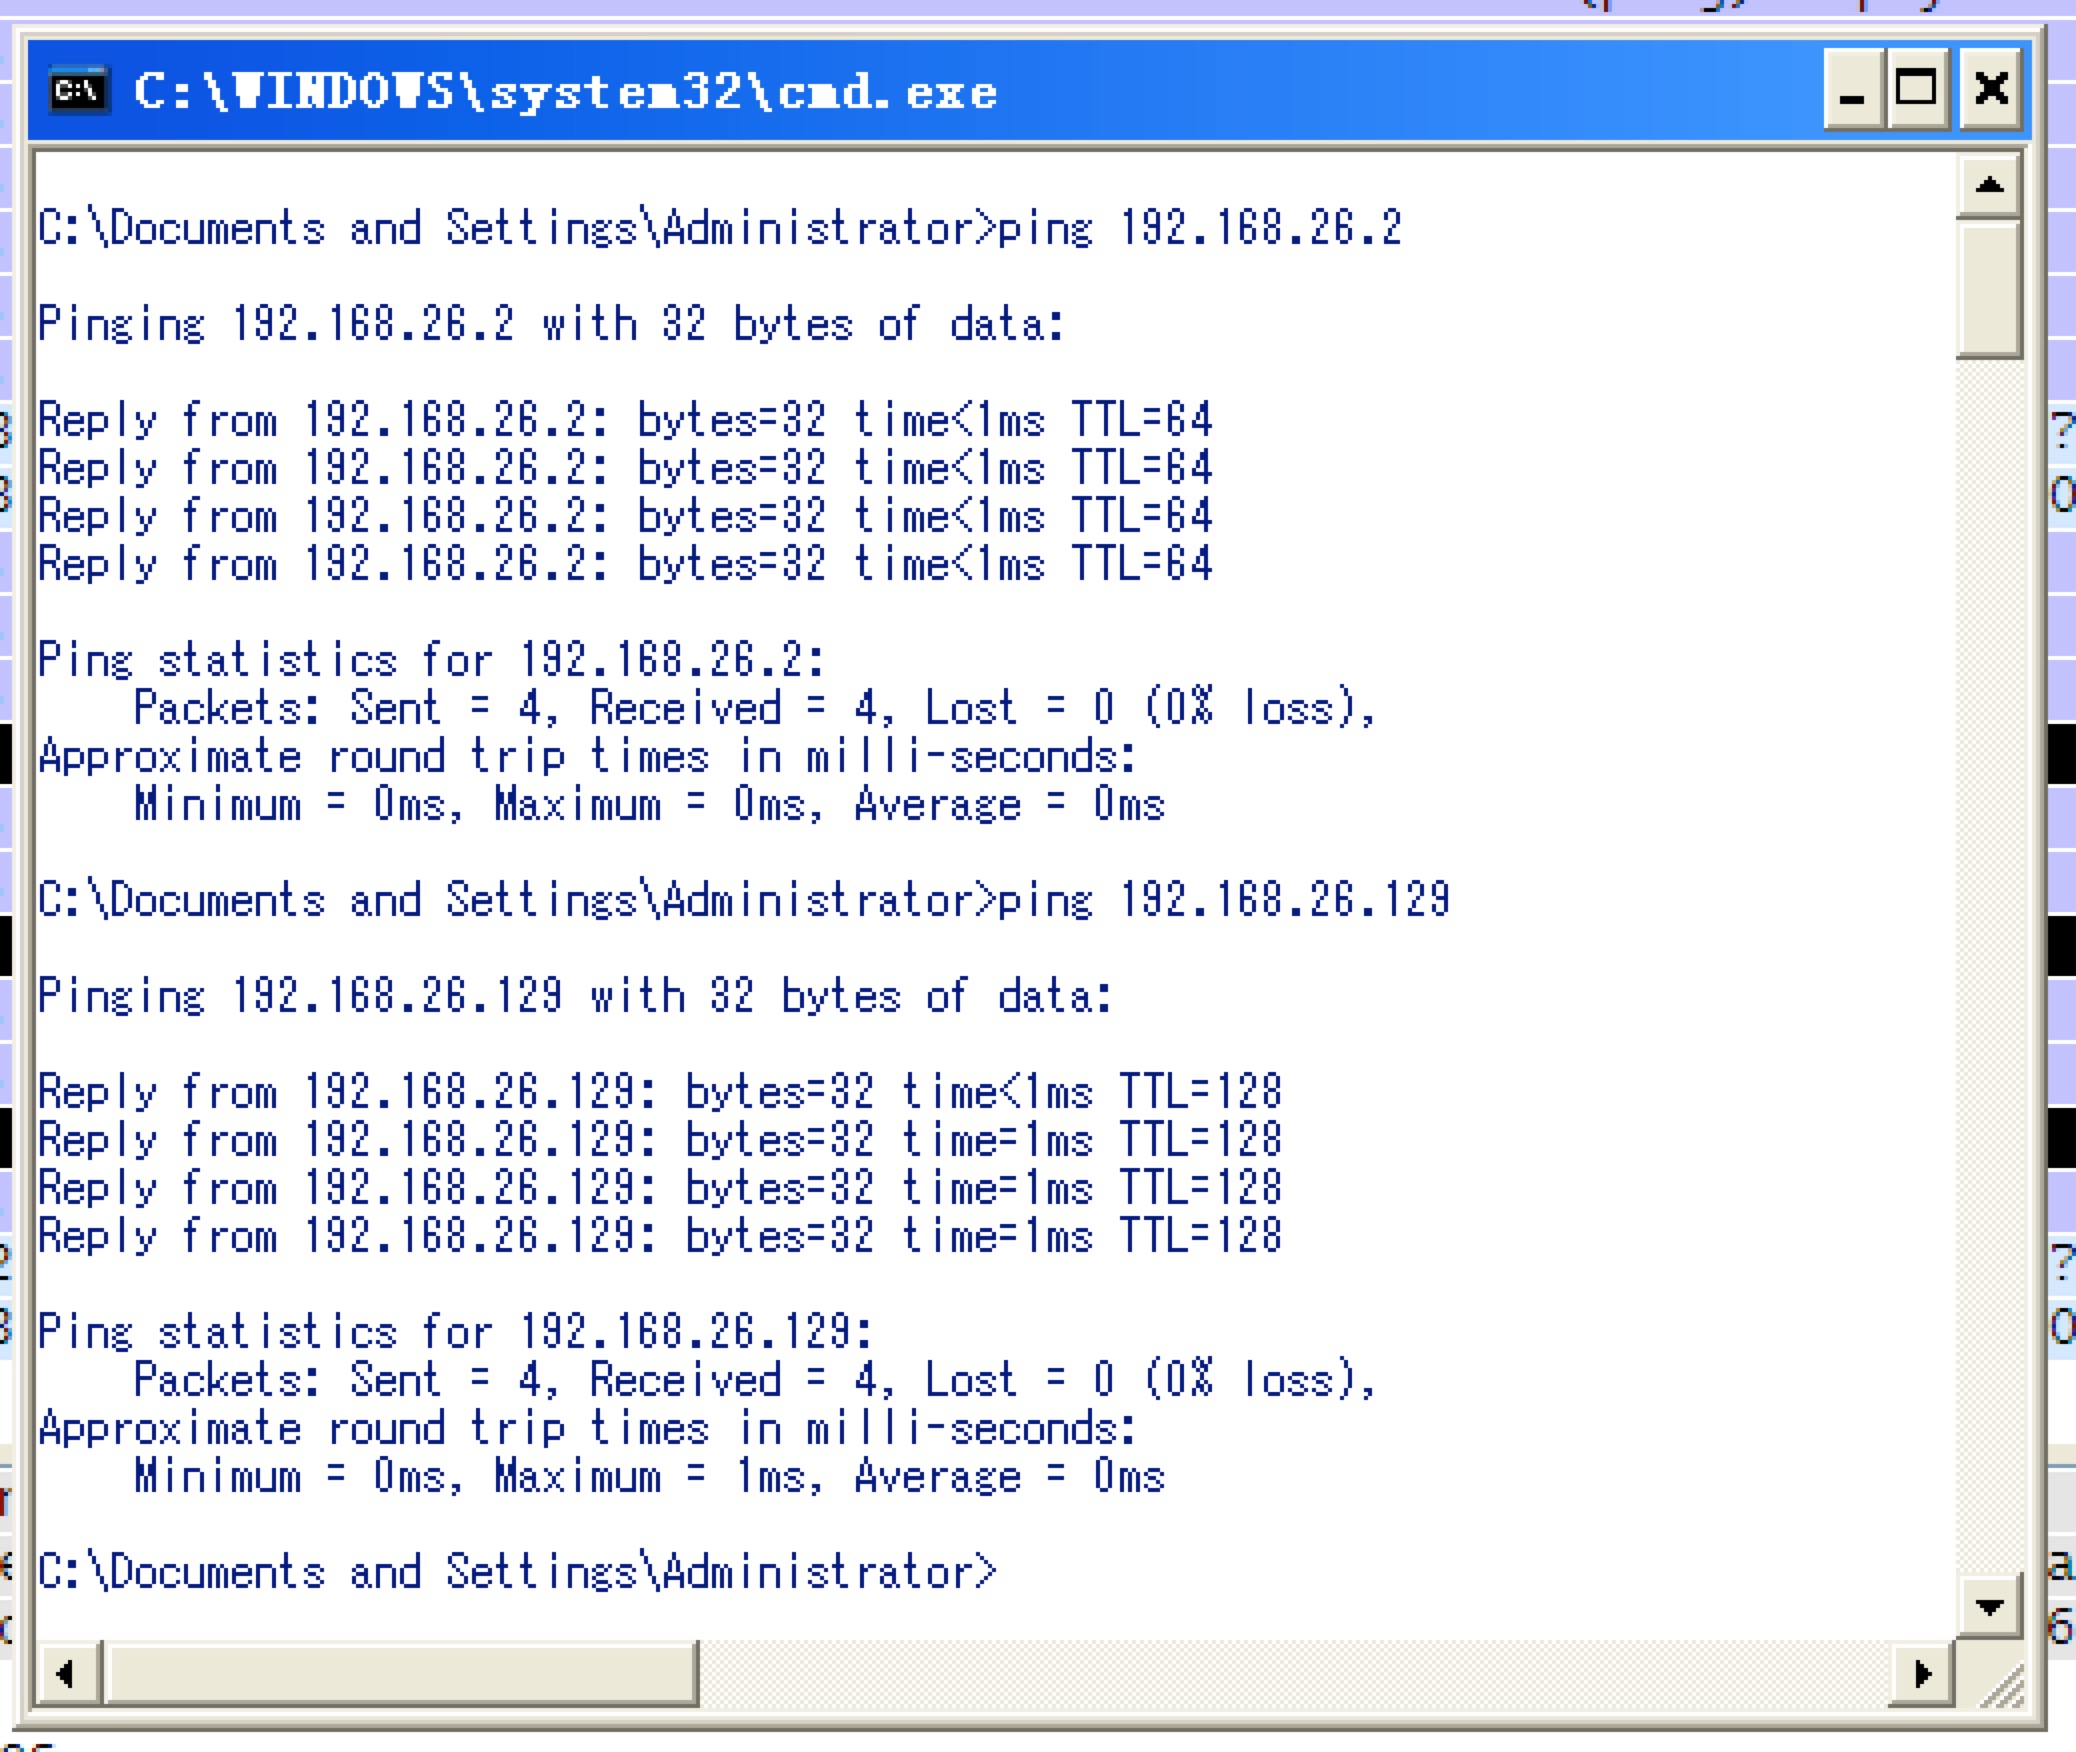 C:\WINDOWS\system32\cmd.exe
C:\Documents and Settings\Administrator>ping 192.168.26.2
Pinging 192.168.26.2 with 32 bytes of data:
Reply from 192.168.26.2: bytes=32 time<1ms TTL=64
Reply from 192.168.26.2: bytes=32 time<1ms TTL=64
Reply from 192.168.26.2: bytes=32 time<1ms TTL=64
Reply from 192.168.26.2: bytes=32 time<1ms TTL=64
Ping statistics for 192.168.26.2:
    Packets: Sent = 4, Received = 4, Lost = 0 (0% loss),
Approximate round trip times in milli-seconds:
    Minimum = 0ms, Maximum = 0ms, Average = 0ms
C:\Documents and Settings\Administrator>ping 192.168.26.129
Pinging 192.168.26.129 with 32 bytes of data:
Reply from 192.168.26.129: bytes=32 time<1ms TTL=128
Reply from 192.168.26.129: bytes=32 time=1ms TTL=128
Reply from 192.168.26.129: bytes=32 time=1ms TTL=128
Reply from 192.168.26.129: bytes=32 time=1ms TTL=128
Ping statistics for 192.168.26.129:
    Packets: Sent = 4, Received = 4, Lost = 0 (0% loss),
Approximate round trip times in milli-seconds:
    Minimum = 0ms, Maximum = 1ms, Average = 0ms
C:\Documents and Settings\Administrator>